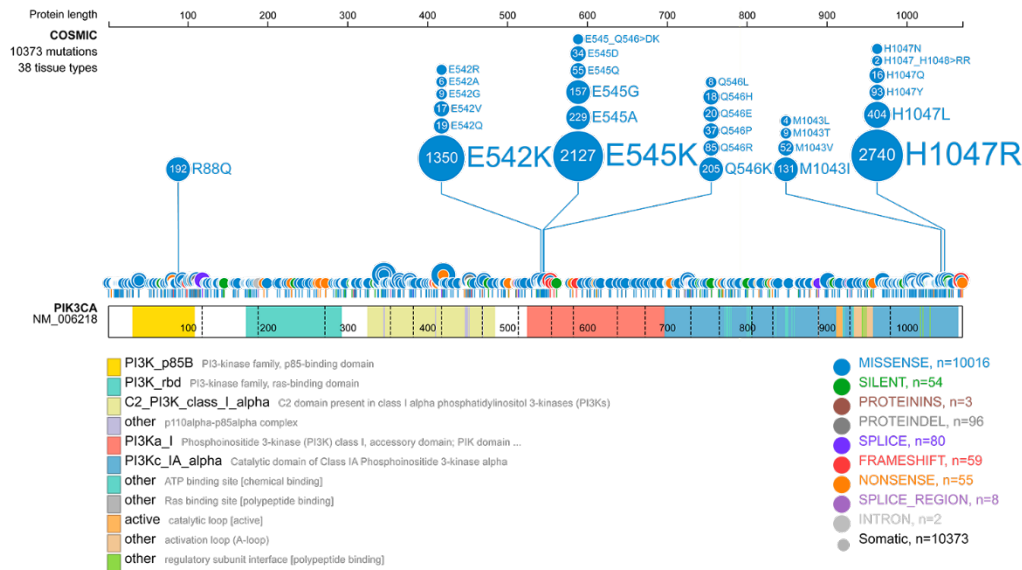 Protein length
0 100 200 300 400 500 600 700 800 900 1000
COSMIC
10373 mutations
38 tissue types
192 R88Q
E542R
6 E542A
9 E542G
17 E542V
19 E542Q
1350 E542K
E545_Q546>DK
34 E545D
55 E545Q
157 E545G
229 E545A
2127 E545K
8 Q546L
18 Q546H
20 Q546E
37 Q546P
85 Q546R
205 Q546K
4 M1043L
9 M1043T
52 M1043V
131 M1043I
H1047N
2 H1047_H1048>RR
16 H1047Q
93 H1047Y
404 H1047L
2740 H1047R
PIK3CA
NM_006218
100 200 300 400 500 600 700 800 900 1000
PI3K_p85B PI3-kinase family, p85-binding domain
PI3K_rbd PI3-kinase family, ras-binding domain
C2_PI3K_class_I_alpha C2 domain present in class I alpha phosphatidylinositol 3-kinases (PI3Ks)
other p110alpha-p85alpha complex
PI3Ka_I Phosphoinositide 3-kinase (PI3K) class I, accessory domain; PIK domain ...
PI3Kc_IA_alpha Catalytic domain of Class IA Phosphoinositide 3-kinase alpha
other ATP binding site [chemical binding]
other Ras binding site [polypeptide binding]
active catalytic loop [active]
other activation loop (A-loop)
other regulatory subunit interface [polypeptide binding]
MISSENSE, n=10016
SILENT, n=54
PROTEININS, n=3
PROTEINDEL, n=96
SPLICE, n=80
FRAMESHIFT, n=59
NONSENSE, n=55
SPLICE_REGION, n=8
INTRON, n=2
Somatic, n=10373